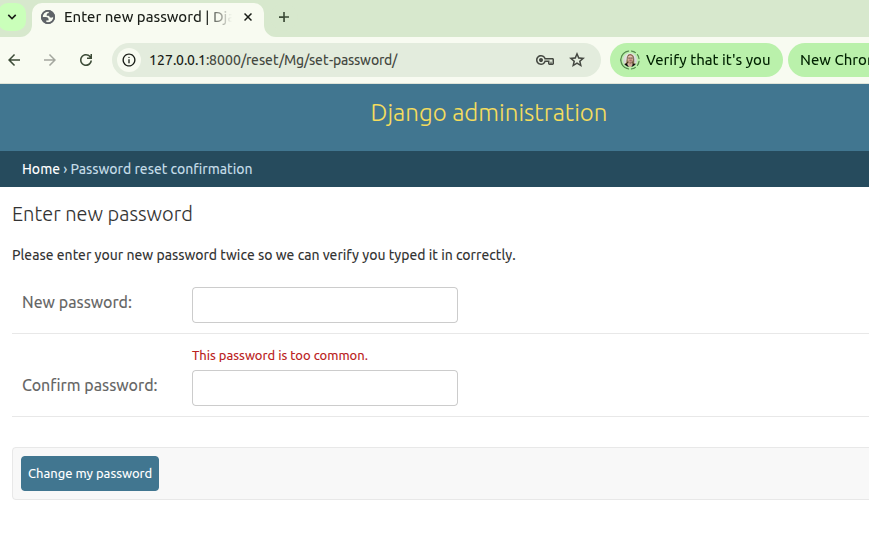 Enter new password | Dj
127.0.0.1:8000/reset/Mg/set-password/
Verify that it's you
New Chro
Django administration
Home › Password reset confirmation
Enter new password
Please enter your new password twice so we can verify you typed it in correctly.
New password:
This password is too common.
Confirm password:
Change my password